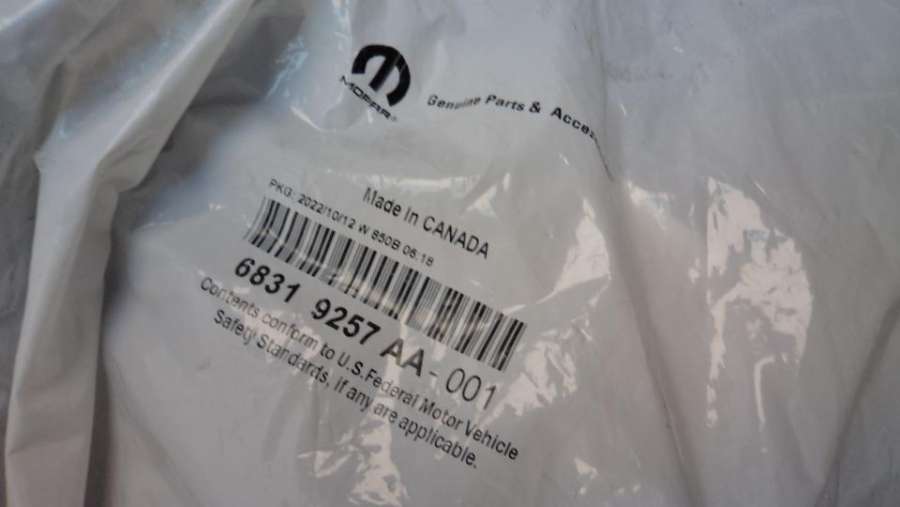 MOPAR®
Genuine Parts & Acces
Made In CANADA
PKG: 2022/10/12 W 850B 06:18
6831 9257 AA-001
Contents conform to U.S.Federal Motor Vehicle
Safety Standards, if any are applicable.